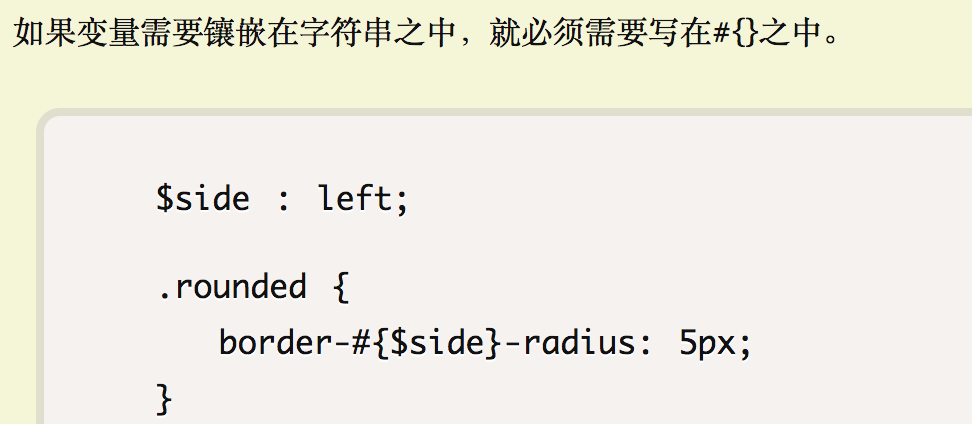 如果变量需要镶嵌在字符串之中，就必须需要写在#{}之中。
$side : left;
.rounded {
border-#{$side}-radius: 5px;
}